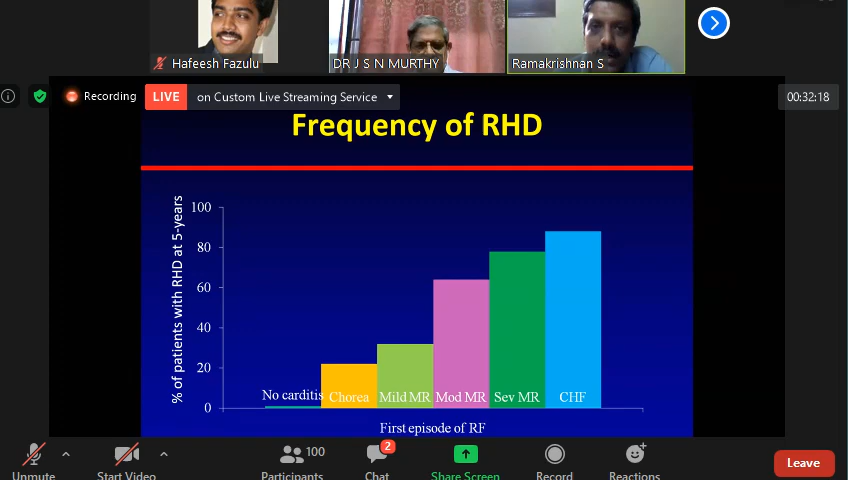 Hafeesh Fazulu
DR J S N MURTHY
Ramakrishnan S
Recording
LIVE on Custom Live Streaming Service
00:32:18
Frequency of RHD
% of patients with RHD at 5-years
100
80
60
40
20
0
No carditis Chorea Mild MR Mod MR Sev MR CHF
First episode of RF
100
2
Unmute Start Video Participants Chat Share Screen Record Reactions
Leave